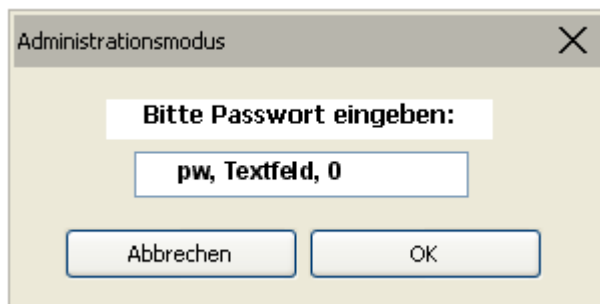 Administrationsmodus
Bitte Passwort eingeben:
pw, Textfeld, 0
Abbrechen
OK